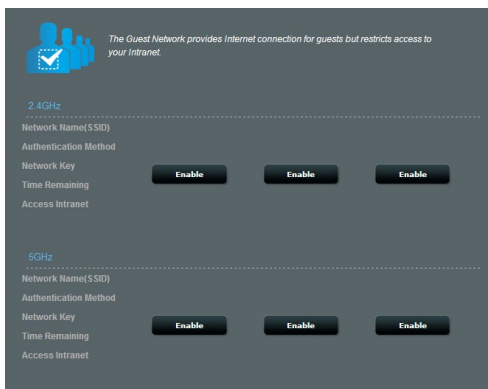 The Guest Network provides Internet connection for guests but restricts access to
your Intranet.
2.4GHz
Network Name(SSID)
Authentication Method
Network Key
Time Remaining
Access Intranet
Enable Enable Enable
5GHz
Network Name(SSID)
Authentication Method
Network Key
Time Remaining
Access Intranet
Enable Enable Enable